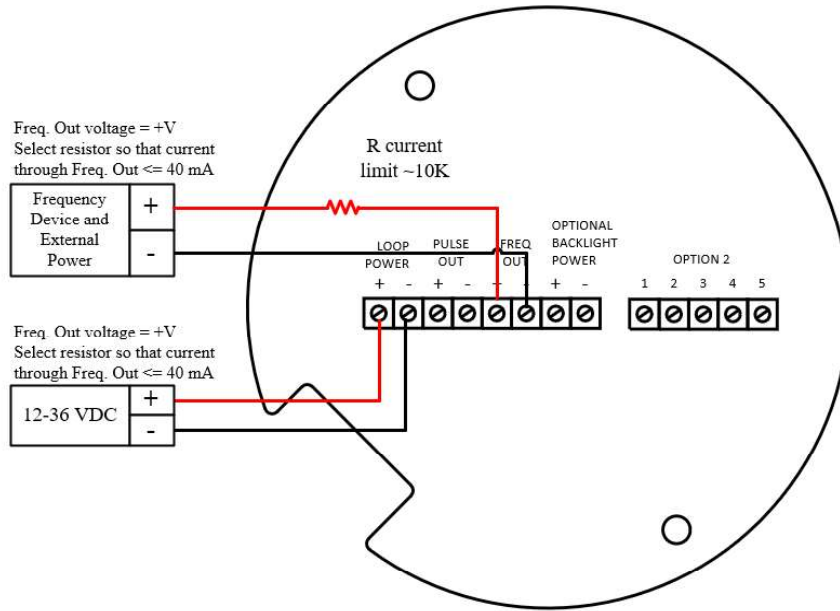 Freq. Out voltage = +V
Select resistor so that current
through Freq. Out <= 40 mA
Frequency
Device and
External
Power
+
-
R current
limit ~10K
LOOP
POWER
+ -
PULSE
OUT
+ -
FREQ
OUT
+ -
OPTIONAL
BACKLIGHT
POWER
+ -
OPTION 2
1 2 3 4 5
Freq. Out voltage = +V
Select resistor so that current
through Freq. Out <= 40 mA
12-36 VDC
+
-